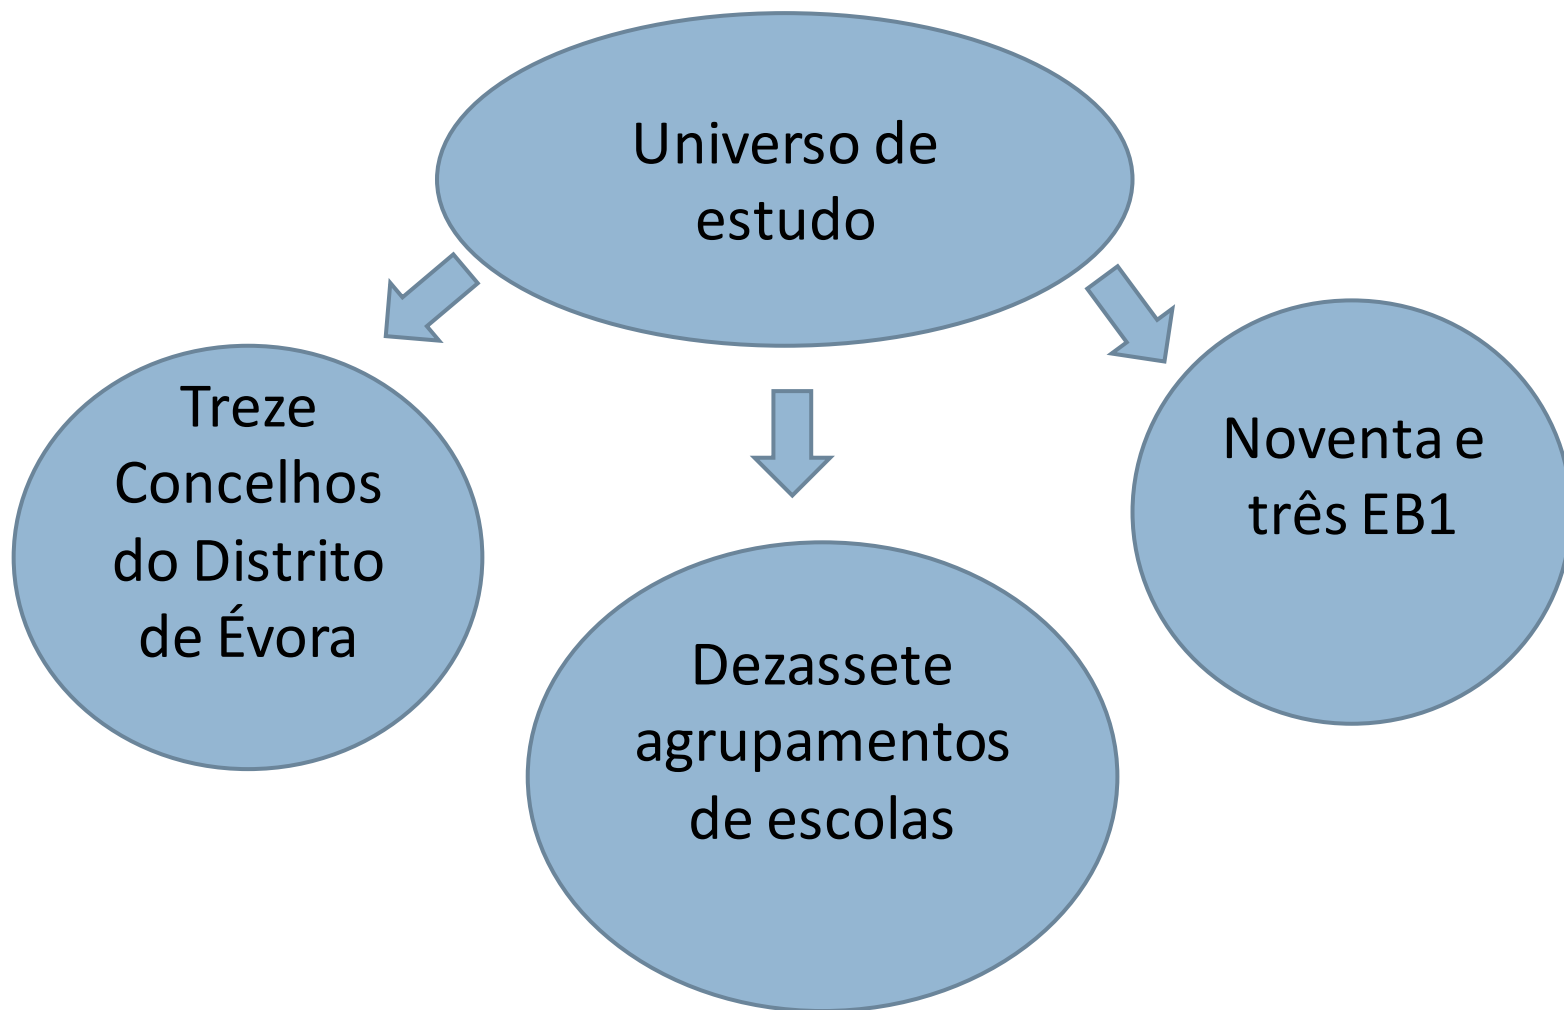 Universo de
estudo
Treze
Concelhos
do Distrito
de Évora
Dezassete
agrupamentos
de escolas
Noventa e
três EB1